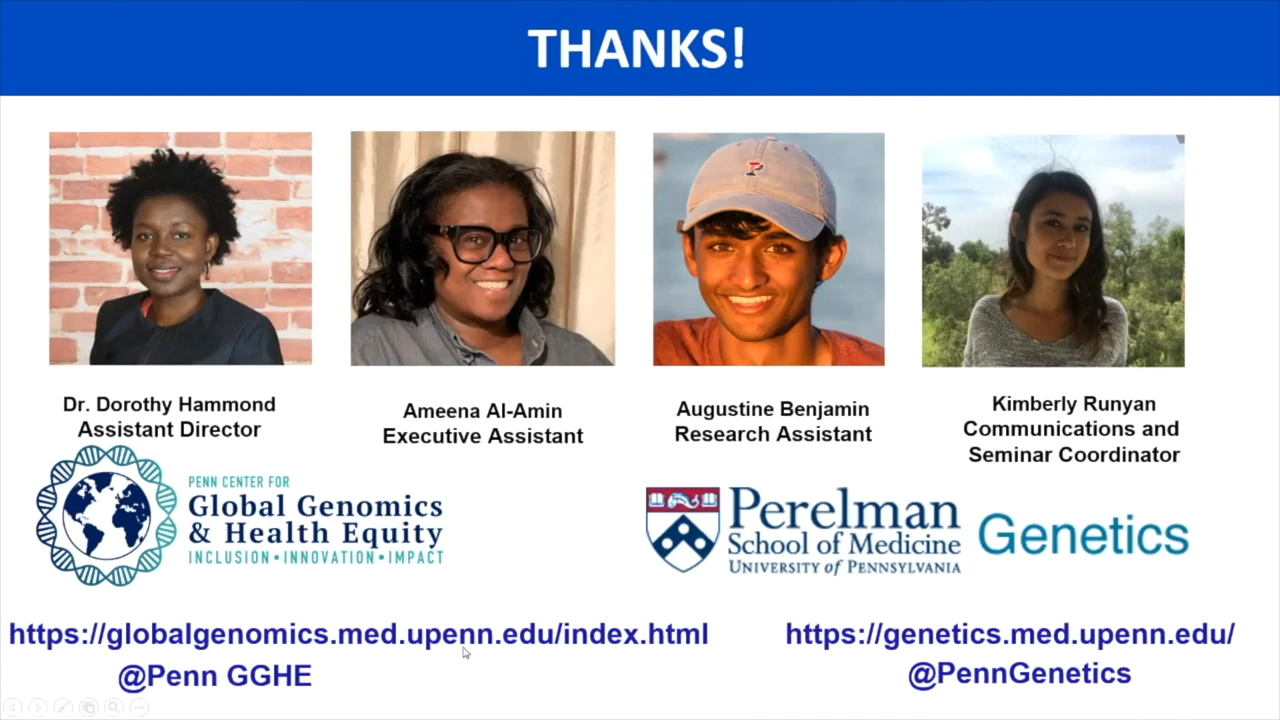 THANKS!
P
Dr. Dorothy Hammond
Assistant Director
Ameena Al-Amin
Executive Assistant
Augustine Benjamin
Research Assistant
Kimberly Runyan
Communications and
Seminar Coordinator
PENN CENTER FOR
Global Genomics
& Health Equity
INCLUSION • INNOVATION • IMPACT
Perelman
School of Medicine
UNIVERSITY of PENNSYLVANIA
Genetics
https://globalgenomics.med.upenn.edu/index.html
@Penn GGHE
https://genetics.med.upenn.edu/
@PennGenetics